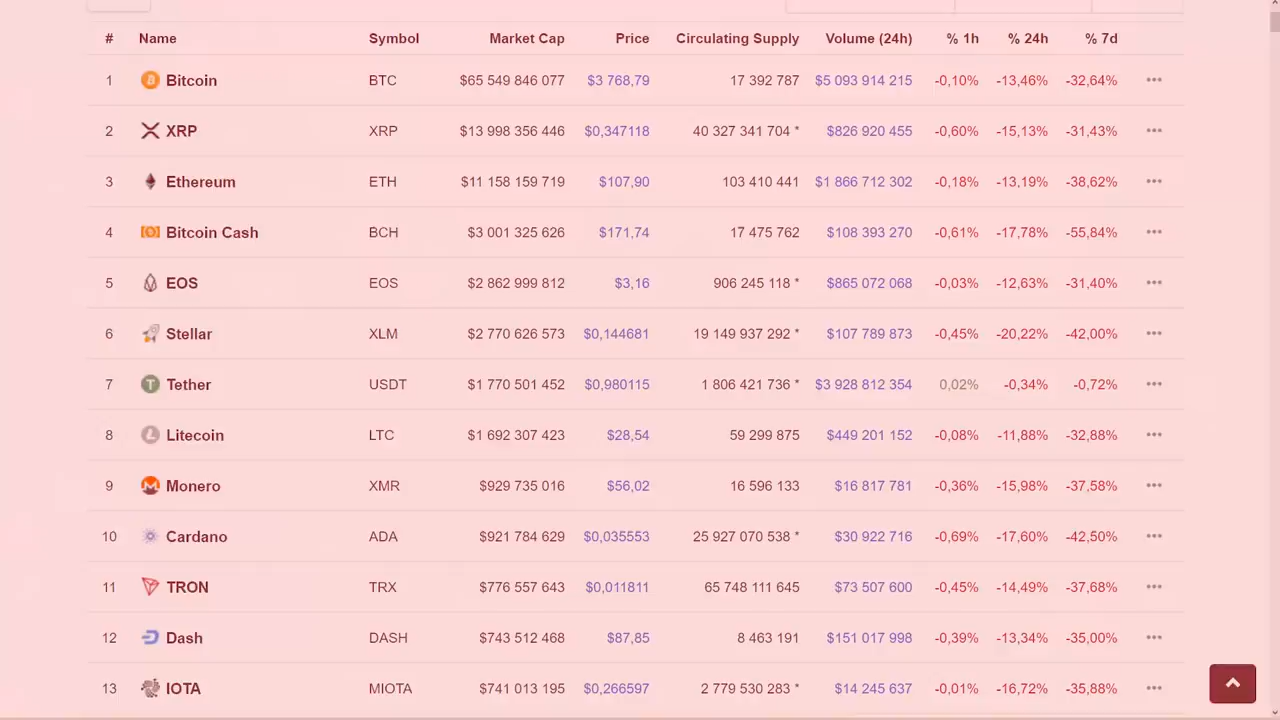 # Name Symbol Market Cap Price Circulating Supply Volume (24h) % 1h % 24h % 7d
1 Bitcoin BTC $65 549 846 077 $3 768,79 17 392 787 $5 093 914 215 -0,10% -13,46% -32,64%
2 XRP XRP $13 998 356 446 $0,347118 40 327 341 704 * $826 920 455 -0,60% -15,13% -31,43%
3 Ethereum ETH $11 158 159 719 $107,90 103 410 441 $1 866 712 302 -0,18% -13,19% -38,62%
4 Bitcoin Cash BCH $3 001 325 626 $171,74 17 475 762 $108 393 270 -0,61% -17,78% -55,84%
5 EOS EOS $2 862 999 812 $3,16 906 245 118 * $865 072 068 -0,03% -12,63% -31,40%
6 Stellar XLM $2 770 626 573 $0,144681 19 149 937 292 * $107 789 873 -0,45% -20,22% -42,00%
7 Tether USDT $1 770 501 452 $0,980115 1 806 421 736 * $3 928 812 354 0,02% -0,34% -0,72%
8 Litecoin LTC $1 692 307 423 $28,54 59 299 875 $449 201 152 -0,08% -11,88% -32,88%
9 Monero XMR $929 735 016 $56,02 16 596 133 $16 817 781 -0,36% -15,98% -37,58%
10 Cardano ADA $921 784 629 $0,035553 25 927 070 538 * $30 922 716 -0,69% -17,60% -42,50%
11 TRON TRX $776 557 643 $0,011811 65 748 111 645 $73 507 600 -0,45% -14,49% -37,68%
12 Dash DASH $743 512 468 $87,85 8 463 191 $151 017 998 -0,39% -13,34% -35,00%
13 IOTA MIOTA $741 013 195 $0,266597 2 779 530 283 * $14 245 637 -0,01% -16,72% -35,88%